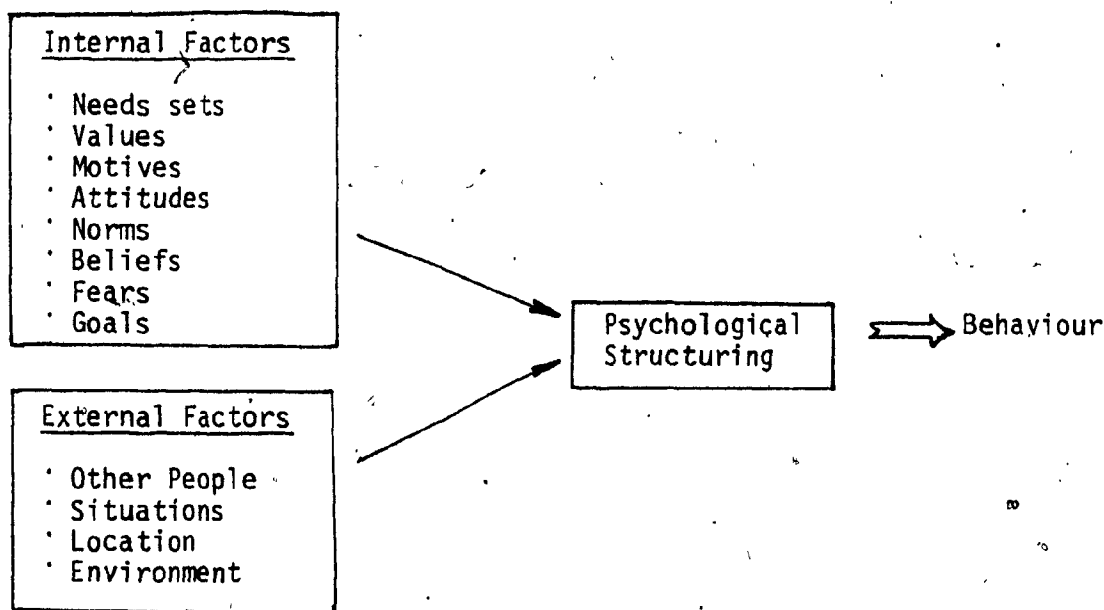 Internal Factors
· Needs sets
· Values
· Motives
· Attitudes
· Norms
· Beliefs
· Fears
· Goals
Psychological
Structuring
Behaviour
External Factors
· Other People
· Situations
· Location
· Environment